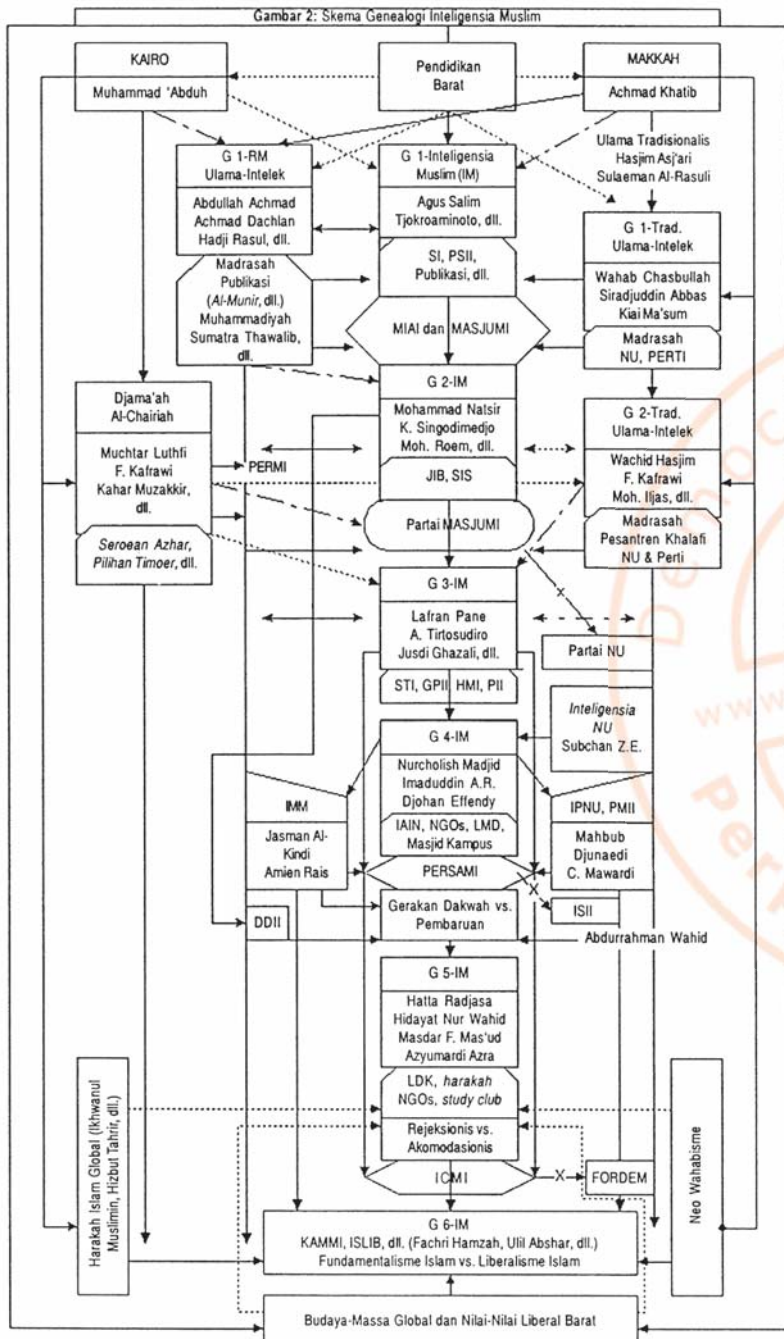 Gambar 2: Skema Genealogi Inteligensia Muslim
KAIRO
Muhammad 'Abduh
Pendidikan
Barat
MAKKAH
Achmad Khatib
Ulama Tradisionalis
Hasjim Asj'ari
Sulaeman Al-Rasuli
G 1-RM
Ulama-Intelek
Abdullah Achmad
Achmad Dachlan
Hadji Rasul, dll.
Madrasah
Publikasi
(Al-Munir, dll.)
Muhammadiyah
Sumatra Thawalib,
dll.
G 1-Inteligensia
Muslim (IM)
Agus Salim
Tjokroaminoto, dll.
SI, PSII,
Publikasi, dll.
G 1-Trad.
Ulama-Intelek
Wahab Chasbullah
Siradjuddin Abbas
Kiai Ma'sum
Madrasah
NU, PERTI
MIAI dan MASJUMI
G 2-IM
Mohammad Natsir
K. Singodimedjo
Moh. Roem, dll.
JIB, SIS
Djama'ah
Al-Chairiah
Muchtar Luthfi
F. Kafrawi
Kahar Muzakkir,
dll.
Seroean Azhar,
Pilihan Timoer, dll.
PERMI
G 2-Trad.
Ulama-Intelek
Wachid Hasjim
F. Kafrawi
Moh. Iljas, dll.
Madrasah
Pesantren Khalafi
NU & Perti
Partai MASJUMI
X
Partai NU
G 3-IM
Lafran Pane
A. Tirtosudiro
Jusdi Ghazali, dll.
STI, GPII, HMI, PII
Inteligensia
NU
Subchan Z.E.
G 4-IM
Nurcholish Madjid
Imaduddin A.R.
Djohan Effendy
IAIN, NGOs, LMD,
Masjid Kampus
IMM
Jasman Al-
Kindi
Amien Rais
IPNU, PMII
Mahbub
Djunaedi
C. Mawardi
PERSAMI
X
ISII
DDII
Gerakan Dakwah vs.
Pembaruan
Abdurrahman Wahid
G 5-IM
Hatta Radjasa
Hidayat Nur Wahid
Masdar F. Mas'ud
Azyumardi Azra
LDK, harakah
NGOs, study club
Rejeksionis vs.
Akomodasionis
ICMI
X
FORDEM
Harakah Islam Global (Ikhwanul
Muslimin, Hizbut Tahrir, dll.)
Neo Wahabisme
G 6-IM
KAMMI, ISLIB, dll. (Fachri Hamzah, Ulil Abshar, dll.)
Fundamentalisme Islam vs. Liberalisme Islam
Budaya-Massa Global dan Nilai-Nilai Liberal Barat